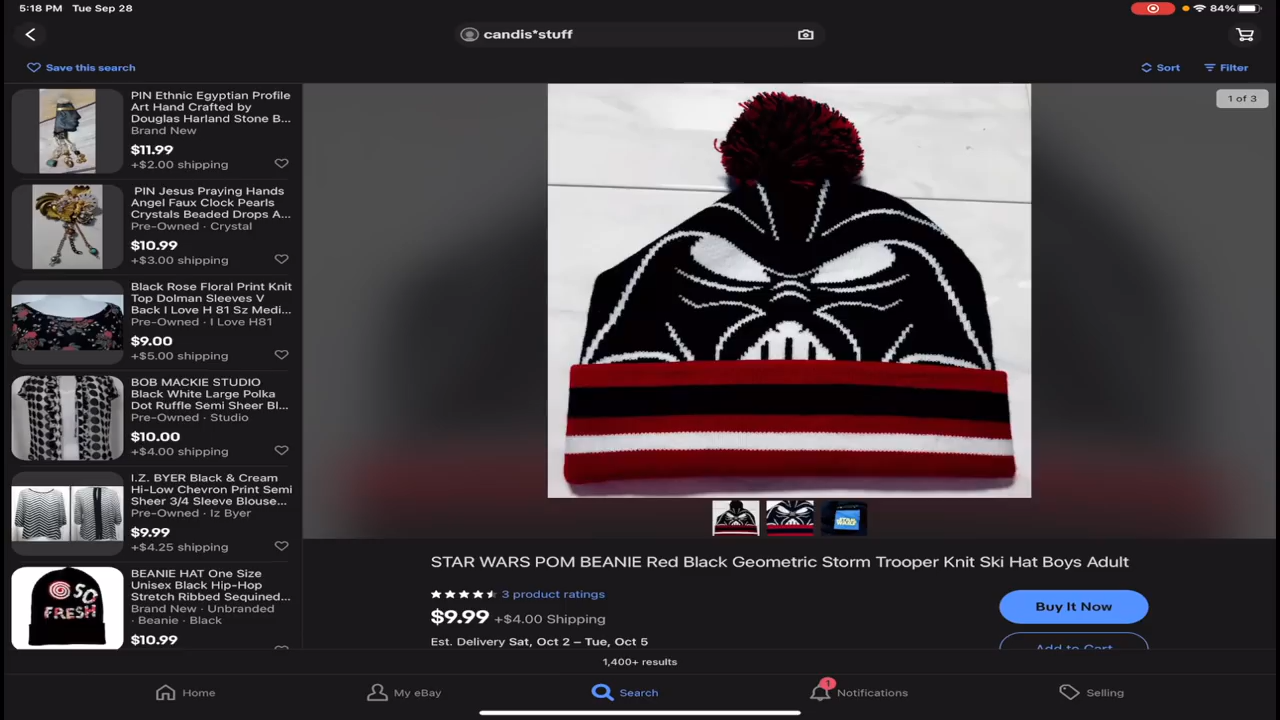 5:18 PM Tue Sep 28
84%
candis*stuff
Save this search
Sort
Filter
PIN Ethnic Egyptian Profile
Art Hand Crafted by
Douglas Harland Stone B...
Brand New
$11.99
+$2.00 shipping
PIN Jesus Praying Hands
Angel Faux Clock Pearls
Crystals Beaded Drops A...
Pre-Owned · Crystal
$10.99
+$3.00 shipping
Black Rose Floral Print Knit
Top Dolman Sleeves V
Back I Love H 81 Sz Medi...
Pre-Owned · I Love H81
$9.00
+$5.00 shipping
BOB MACKIE STUDIO
Black White Large Polka
Dot Ruffle Semi Sheer Bl...
Pre-Owned · Studio
$10.00
+$4.00 shipping
I.Z. BYER Black & Cream
Hi-Low Chevron Print Semi
Sheer 3/4 Sleeve Blouse...
Pre-Owned · Iz Byer
$9.99
+$4.25 shipping
SO
FRESH
BEANIE HAT One Size
Unisex Black Hip-Hop
Stretch Ribbed Sequined...
Brand New · Unbranded
· Beanie · Black
$10.99
1 of 3
STAR WARS
STAR WARS POM BEANIE Red Black Geometric Storm Trooper Knit Ski Hat Boys Adult
3 product ratings
$9.99 +$4.00 Shipping
Est. Delivery Sat, Oct 2 – Tue, Oct 5
Buy It Now
Add to Cart
1,400+ results
Home
My eBay
Search
1
Notifications
Selling